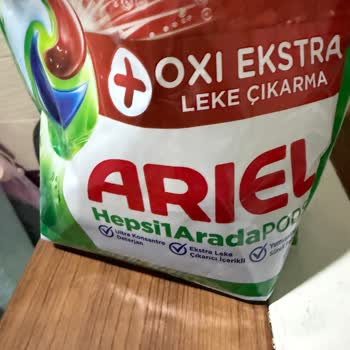 + OXI EKSTRA
LEKE ÇIKARMA
ARIEL
Hepsi1AradaPODS
Ultra Konsantre
Deterjan
Ekstra Leke
Çıkarıcı İçerikli